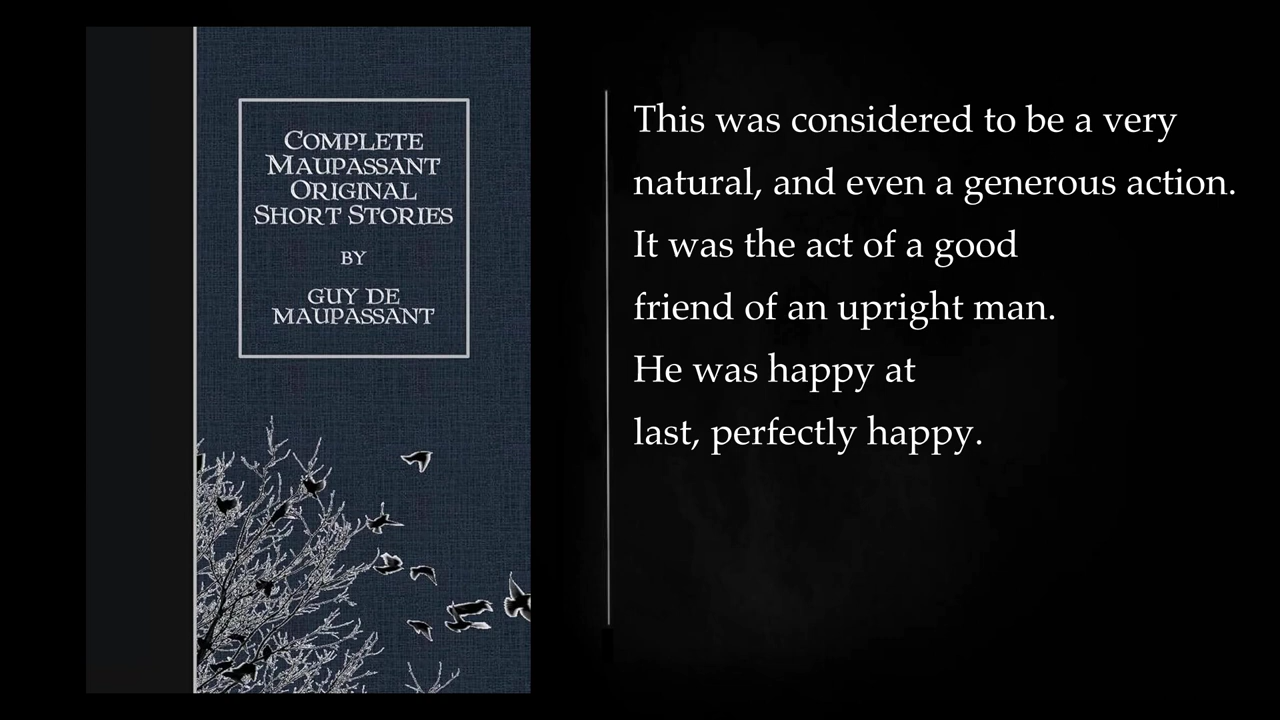 COMPLETE
MAUPASSANT
ORIGINAL
SHORT STORIES
BY
GUY DE
MAUPASSANT
This was considered to be a very
natural, and even a generous action.
It was the act of a good
friend of an upright man.
He was happy at
last, perfectly happy.